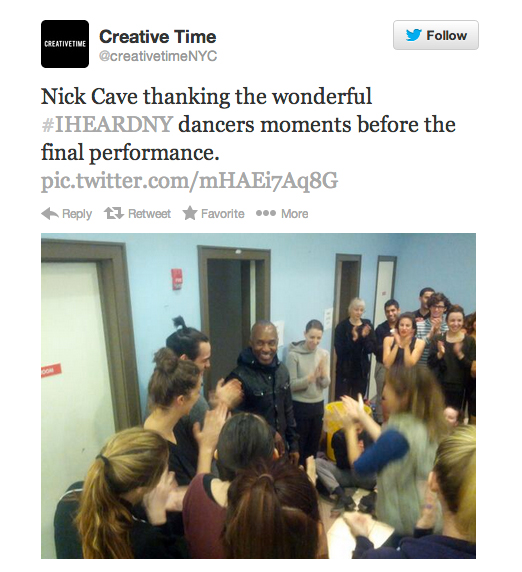 CREATIVETIME
Creative Time
@creativetimeNYC
Follow
Nick Cave thanking the wonderful
#IHEARDNY dancers moments before the
final performance.
pic.twitter.com/mHAEi7Aq8G
Reply Retweet Favorite More